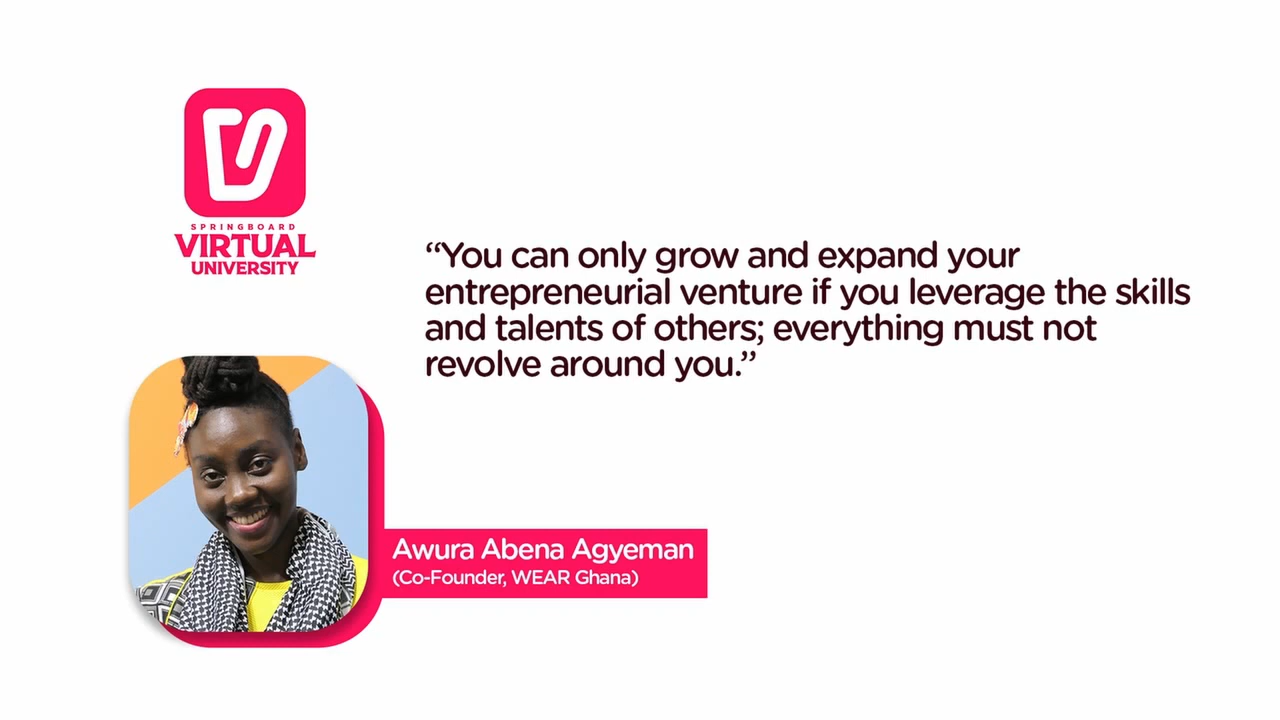 SPRINGBOARD
VIRTUAL
UNIVERSITY
“You can only grow and expand your
entrepreneurial venture if you leverage the skills
and talents of others; everything must not
revolve around you.”
Awura Abena Agyeman
(Co-Founder, WEAR Ghana)